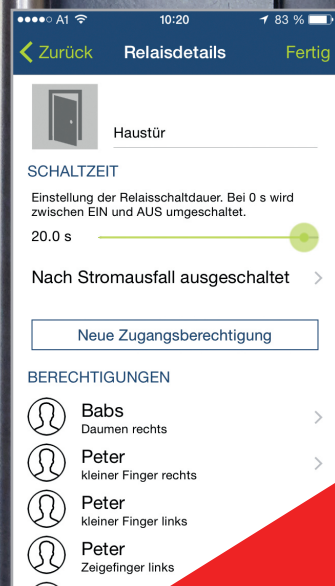 A1 10:20 83 %
Zurück Relaisdetails Fertig
Haustür
SCHALTZEIT
Einstellung der Relaisschaltdauer. Bei 0 s wird
zwischen EIN und AUS umgeschaltet.
20.0 s
Nach Stromausfall ausgeschaltet
Neue Zugangsberechtigung
BERECHTIGUNGEN
Babs
Daumen rechts
Peter
kleiner Finger rechts
Peter
kleiner Finger links
Peter
Zeigefinger links